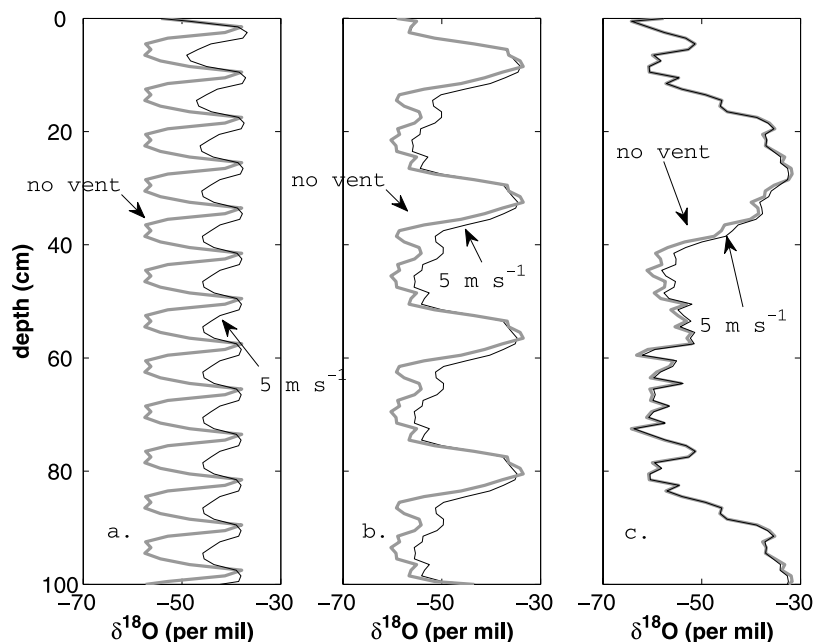 0
20
40
60
80
100
depth (cm)
no vent
5 m s⁻¹
a.
−70
−50
−30
δ¹⁸O (per mil)
no vent
5 m s⁻¹
b.
−70
−50
−30
δ¹⁸O (per mil)
no vent
5 m s⁻¹
c.
−70
−50
−30
δ¹⁸O (per mil)